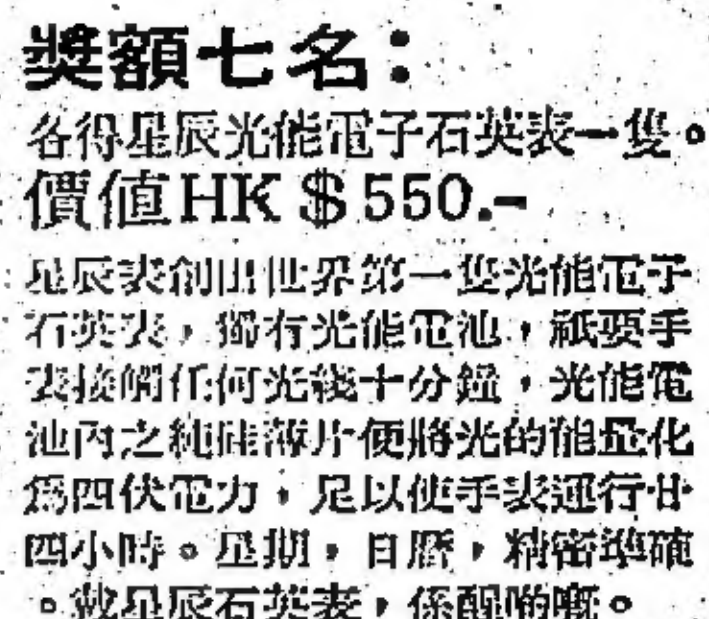 獎額七名：
各得星辰光能電子石英表一隻。
價值HK＄550.-
星辰表創出世界第一隻光能電子
石英表，獨有光能電池，祇要手
表接觸任何光綫十分鐘，光能電
池內之純硅薄片便將光的能量化
爲四伏電力，足以使手表運行廿
四小時。星期，日曆，精密準確
。戴星辰石英表，係醒啲嘅。